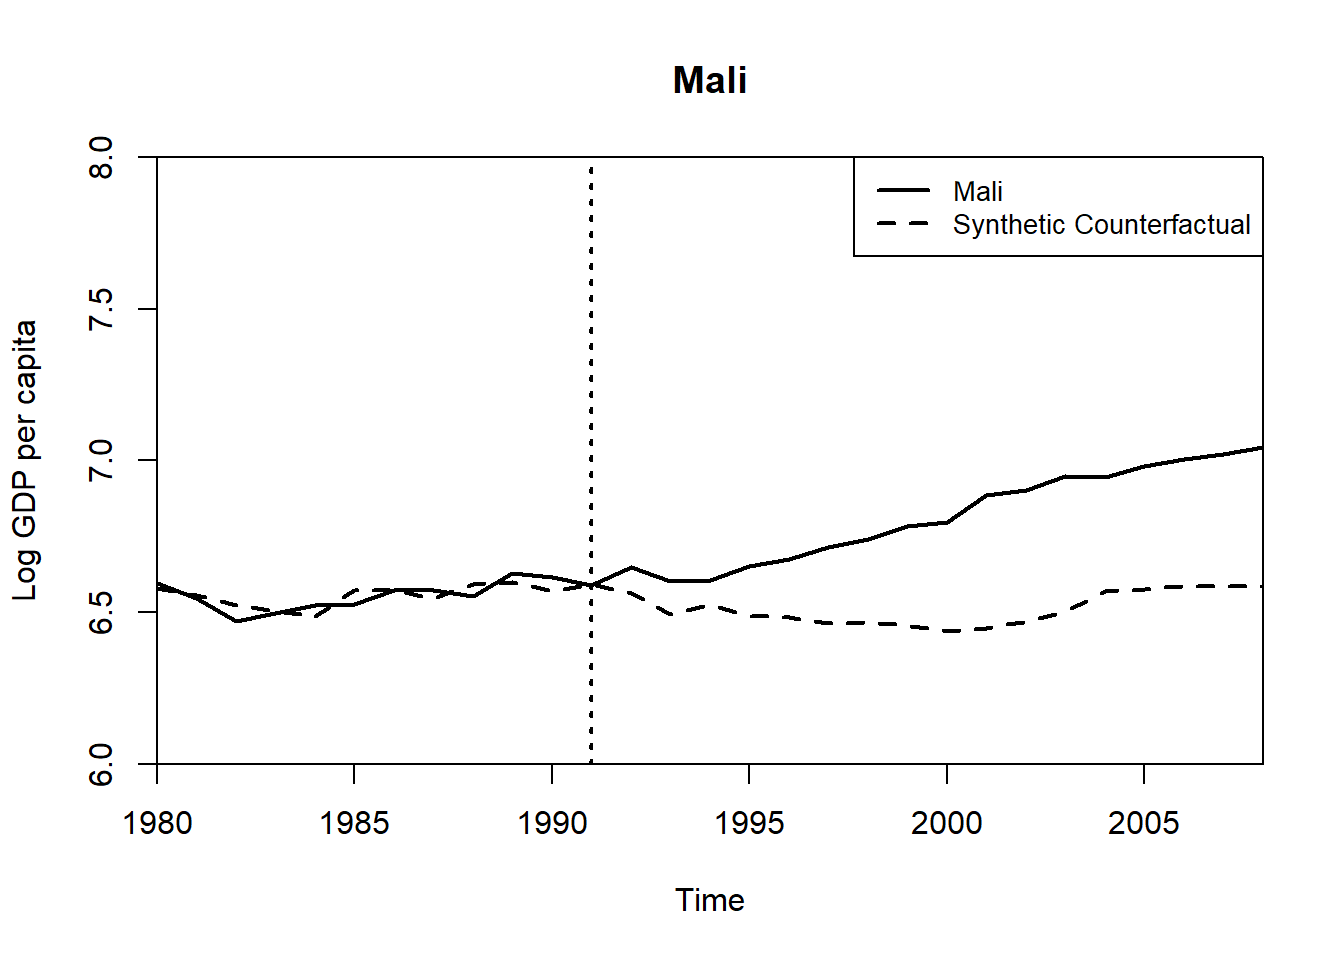 Mali
Mali
Synthetic Counterfactual
Log GDP per capita
8.0
7.5
7.0
6.5
6.0
1980 1985 1990 1995 2000 2005
Time